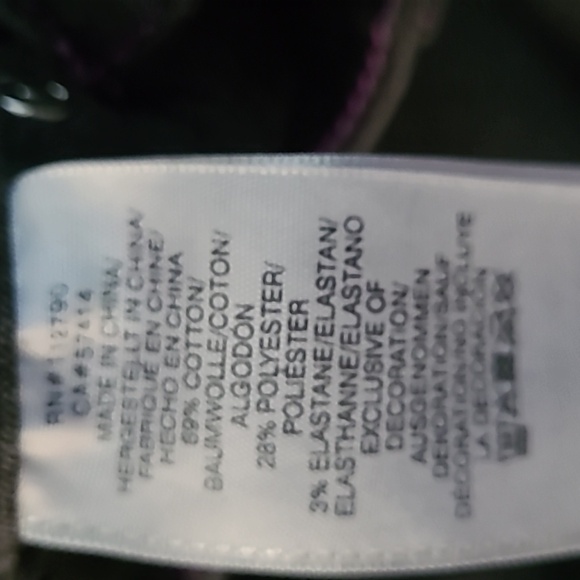 RN# 112790
CA#57414
MADE IN CHINA/
HERGESTELLT IN CHINA/
FABRIQUÉ EN CHINE/
HECHO EN CHINA
69% COTTON/
BAUMWOLLE/COTON/
ALGODÓN
28% POLYESTER/
POLIÉSTER
3% ELASTANE/ELASTAN/
ELASTHANNE/ELASTANO
EXCLUSIVE OF
DECORATION/
AUSGENOMMEN
DEKORATION/SAUF
DÉCORATION/NO INCLUYE
LA DECORACIÓN